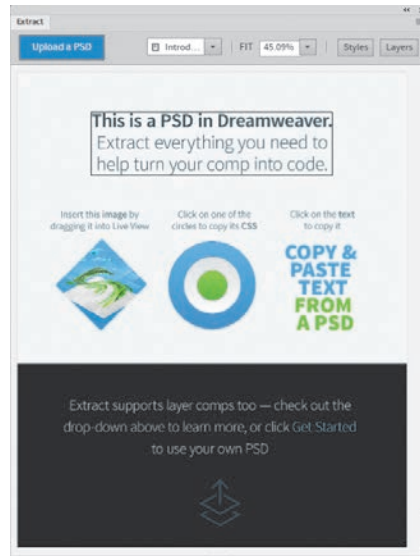 Extract
Upload a PSD
Introd...
FIT
45.09%
Styles
Layers
This is a PSD in Dreamweaver.
Extract everything you need to
help turn your comp into code.
Insert this image by
dragging it into Live View
Click on one of the
circles to copy its CSS
Click on the text
to copy it
COPY &
PASTE
TEXT
FROM
A PSD
Extract supports layer comps too — check out the
drop-down above to learn more, or click Get Started
to use your own PSD